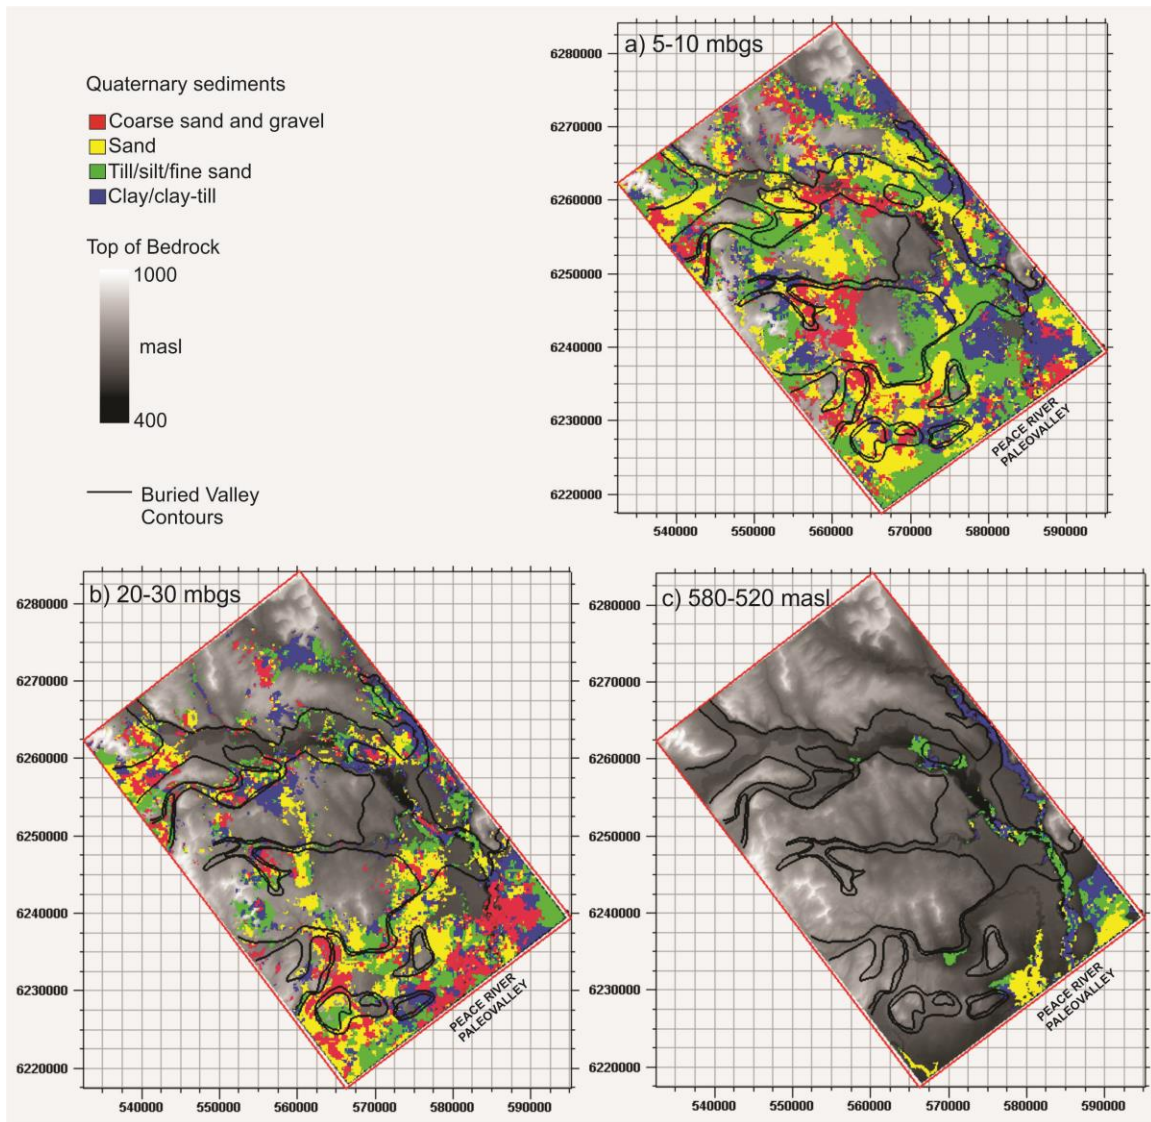 Quaternary sediments
Coarse sand and gravel
Sand
Till/silt/fine sand
Clay/clay-till
Top of Bedrock
1000
masl
400
Buried Valley
Contours
a) 5-10 mbgs
6280000
6270000
6260000
6250000
6240000
6230000
6220000
PEACE RIVER
PALEOVALLEY
540000 550000 560000 570000 580000 590000
b) 20-30 mbgs
6280000
6270000
6260000
6250000
6240000
6230000
6220000
PEACE RIVER
PALEOVALLEY
540000 550000 560000 570000 580000 590000
c) 580-520 masl
6280000
6270000
6260000
6250000
6240000
6230000
6220000
PEACE RIVER
PALEOVALLEY
540000 550000 560000 570000 580000 590000